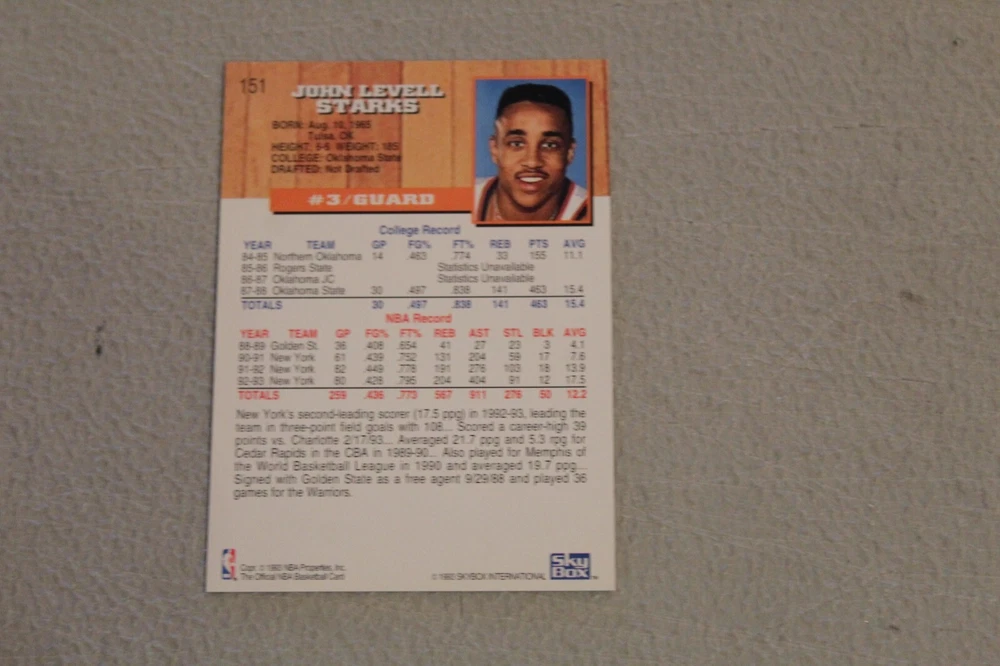 151
JOHN LEVELL
STARKS
BORN: Aug. 10, 1965
Tulsa, OK
HEIGHT: 6-5 WEIGHT: 185
COLLEGE: Oklahoma State
DRAFTED: Not Drafted
#3/GUARD
College Record
YEAR TEAM GP FG% FT% REB PTS AVG
84-85 Northern Oklahoma 14 .463 .774 33 155 11.1
85-86 Rogers State Statistics Unavailable
86-87 Oklahoma JC Statistics Unavailable
87-88 Oklahoma State 30 .497 .838 141 463 15.4
TOTALS 30 .497 .838 141 463 15.4
NBA Record
YEAR TEAM GP FG% FT% REB AST STL BLK AVG
88-89 Golden St. 36 .408 .654 41 27 23 3 4.1
90-91 New York 61 .439 .752 131 204 59 17 7.6
91-92 New York 82 .449 .778 191 276 103 18 13.9
92-93 New York 80 .428 .795 204 404 91 12 17.5
TOTALS 259 .436 .773 567 911 276 50 12.2
New York's second-leading scorer (17.5 ppg) in 1992-93, leading the
team in three-point field goals with 108... Scored a career-high 39
points vs. Charlotte 2/17/93... Averaged 21.7 ppg and 5.3 rpg for
Cedar Rapids in the CBA in 1989-90... Also played for Memphis of
the World Basketball League in 1990 and averaged 19.7 ppg...
Signed with Golden State as a free agent 9/29/88 and played 36
games for the Warriors.
Copr. © 1993 NBA Properties, Inc.
The Official NBA Basketball Card
© 1993 SKYBOX INTERNATIONAL
Sky
Box
TM